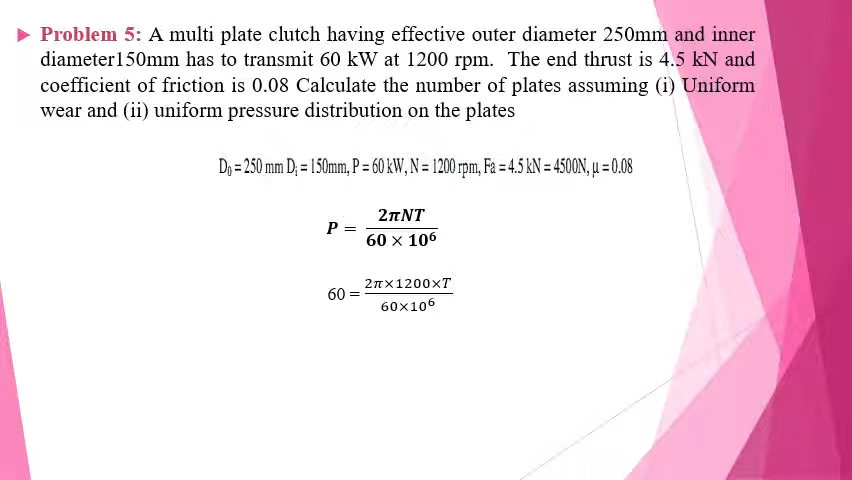 Problem 5: A multi plate clutch having effective outer diameter 250mm and inner
diameter150mm has to transmit 60 kW at 1200 rpm. The end thrust is 4.5 kN and
coefficient of friction is 0.08 Calculate the number of plates assuming (i) Uniform
wear and (ii) uniform pressure distribution on the plates
D₀ = 250 mm Dᵢ = 150mm, P = 60 kW, N = 1200 rpm, Fa = 4.5 kN = 4500N, μ = 0.08
P = 2πNT / 60 × 10⁶
60 = 2π×1200×T / 60×10⁶